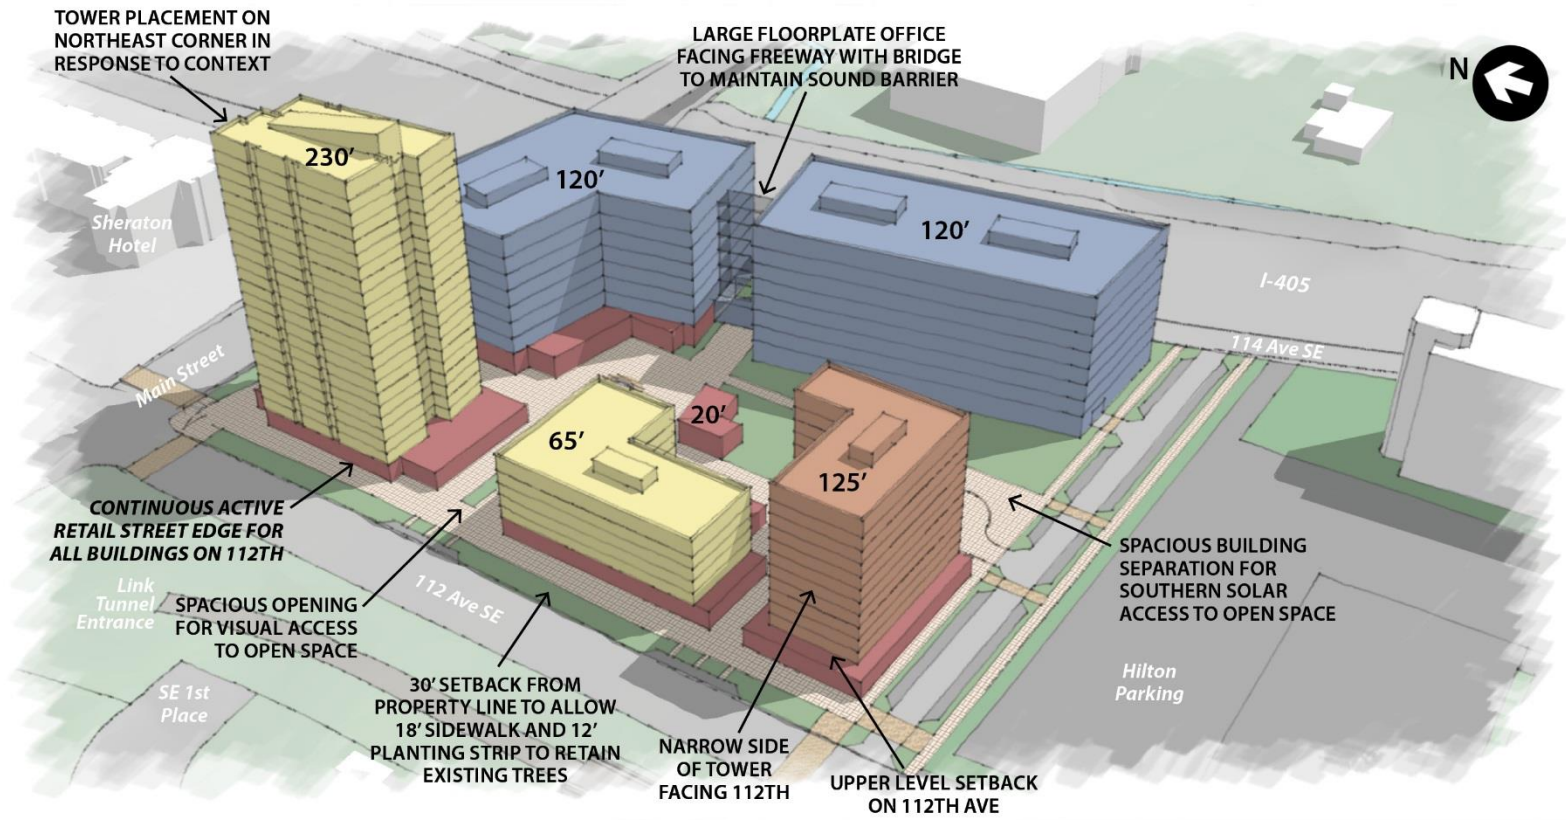 TOWER PLACEMENT ON
NORTHEAST CORNER IN
RESPONSE TO CONTEXT
LARGE FLOORPLATE OFFICE
FACING FREEWAY WITH BRIDGE
TO MAINTAIN SOUND BARRIER
N
230’
120’
120’
Sheraton
Hotel
I-405
114 Ave SE
Main Street
20’
65’
125’
CONTINUOUS ACTIVE
RETAIL STREET EDGE FOR
ALL BUILDINGS ON 112TH
SPACIOUS BUILDING
SEPARATION FOR
SOUTHERN SOLAR
ACCESS TO OPEN SPACE
Link
Tunnel
Entrance
112 Ave SE
SPACIOUS OPENING
FOR VISUAL ACCESS
TO OPEN SPACE
SE 1st
Place
Hilton
Parking
30’ SETBACK FROM
PROPERTY LINE TO ALLOW
18’ SIDEWALK AND 12’
PLANTING STRIP TO RETAIN
EXISTING TREES
NARROW SIDE
OF TOWER
FACING 112TH
UPPER LEVEL SETBACK
ON 112TH AVE